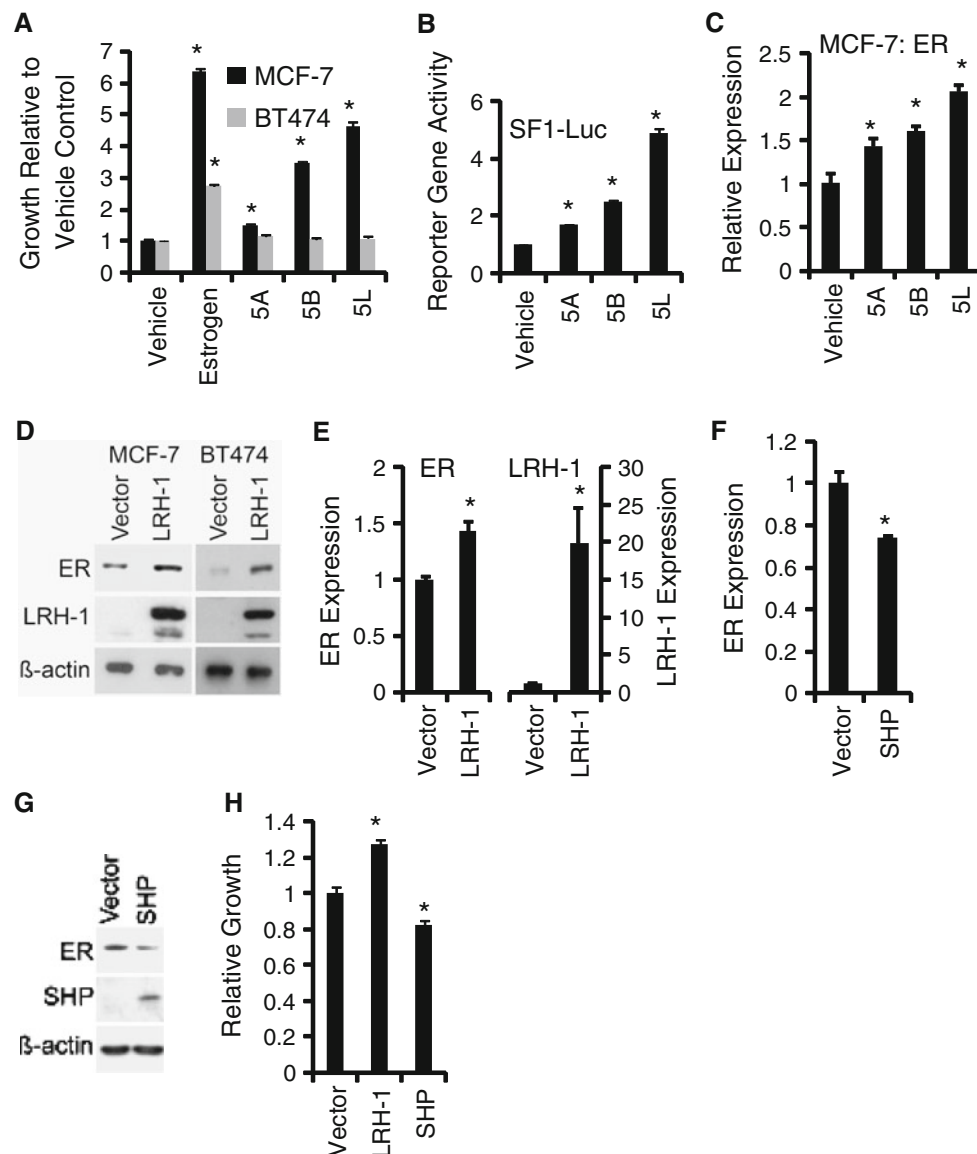 A
Growth Relative to
Vehicle Control
7
6
5
4
3
2
1
0
*
*
*
*
*
MCF-7
BT474
Vehicle
Estrogen
5A
5B
5L
B
Reporter Gene Activity
8
6
4
2
0
SF1-Luc
*
*
*
Vehicle
5A
5B
5L
C
MCF-7: ER
Relative Expression
2.5
2
1.5
1
0.5
0
*
*
*
Vehicle
5A
5B
5L
D
MCF-7 BT474
Vector LRH-1 Vector LRH-1
ER
LRH-1
ß-actin
E
ER Expression
2
1.5
1
0.5
0
ER
*
Vector
LRH-1
LRH-1
*
30
25
20
15
10
5
0
LRH-1 Expression
Vector
LRH-1
F
ER Expression
1.2
1
0.8
0.6
0.4
0.2
0
*
Vector
SHP
G
Vector SHP
ER
SHP
ß-actin
H
Relative Growth
1.4
1.2
1
0.8
0.6
0.4
0.2
0
*
*
Vector
LRH-1
SHP